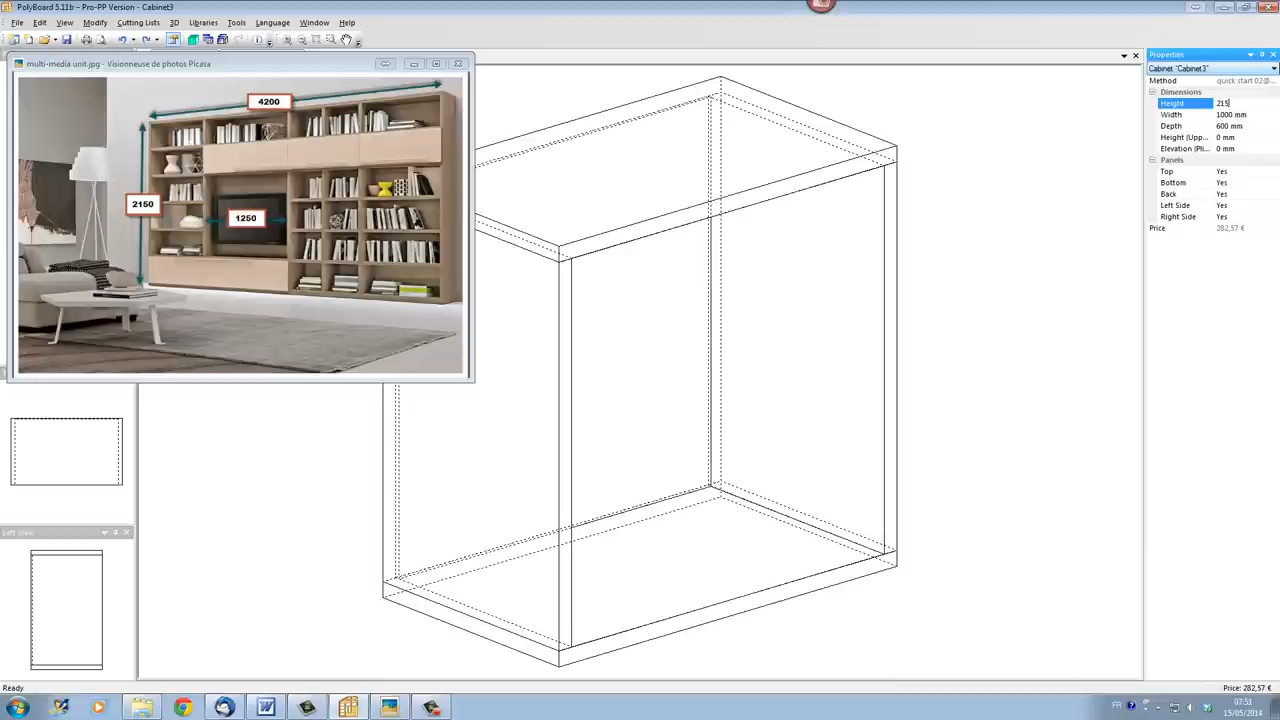 PolyBoard 5.11b – Pro-PP Version - Cabinet3
File Edit View Modify Cutting Lists 3D Libraries Tools Language Window Help
multi-media unit.jpg - Visionneuse de photos Picasa
4200
2150
1250
Properties
Cabinet "Cabinet3"
Method quick start 02@...
Dimensions
Height 215
Width 1000 mm
Depth 600 mm
Height (Upp... 0 mm
Elevation (Pli... 0 mm
Panels
Top Yes
Bottom Yes
Back Yes
Left Side Yes
Right Side Yes
Price 282,57 €
Ready
Price: 282,57 €
FR
07:51
15/05/2014